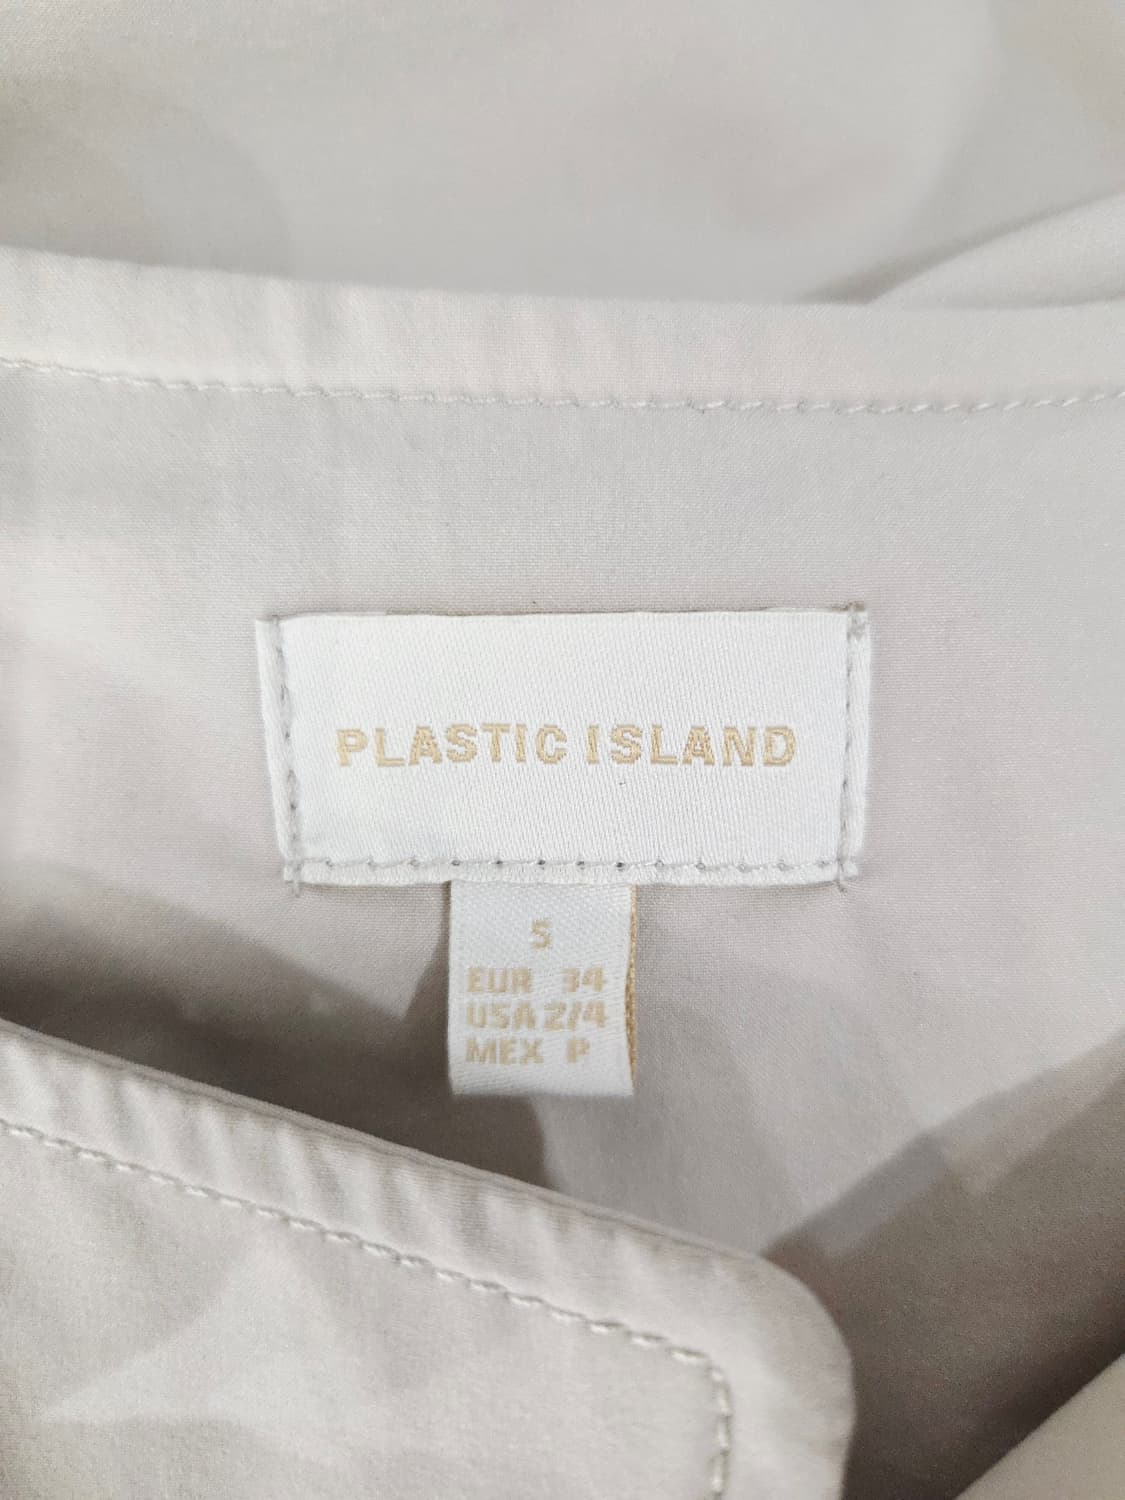 PLASTIC ISLAND
S
EUR 34
USA 2/4
MEX P